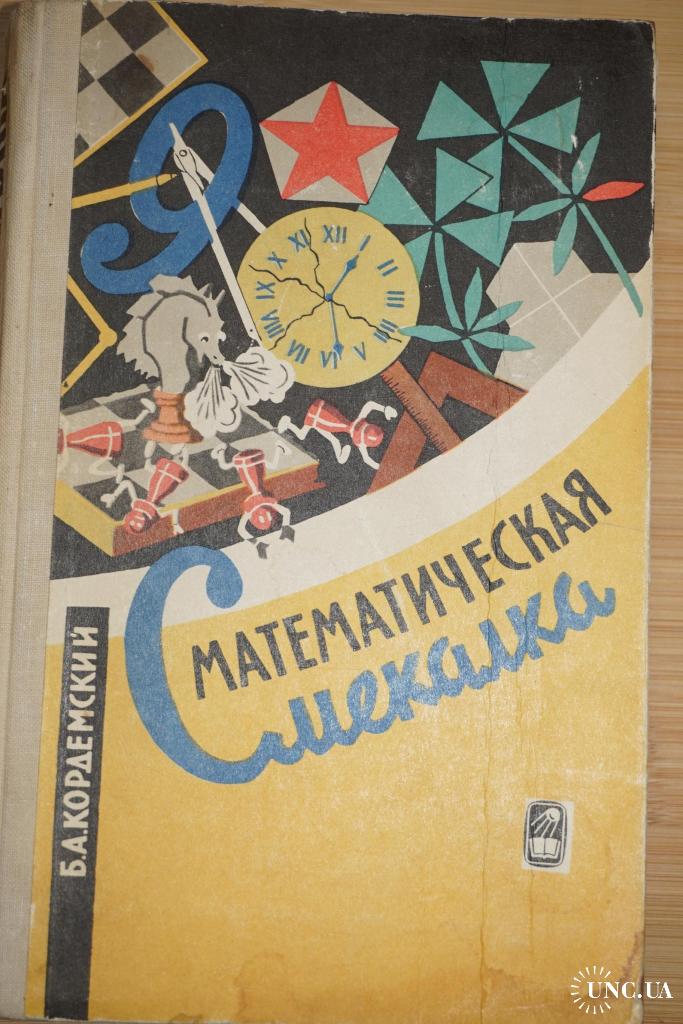 9
XII
I
II
III
IIII
V
VI
VII
VIII
IX
X
XI
МАТЕМАТИЧЕСКАЯ
Смекалка
Б.А.КОРДЕМСКИЙ
UNC.UA